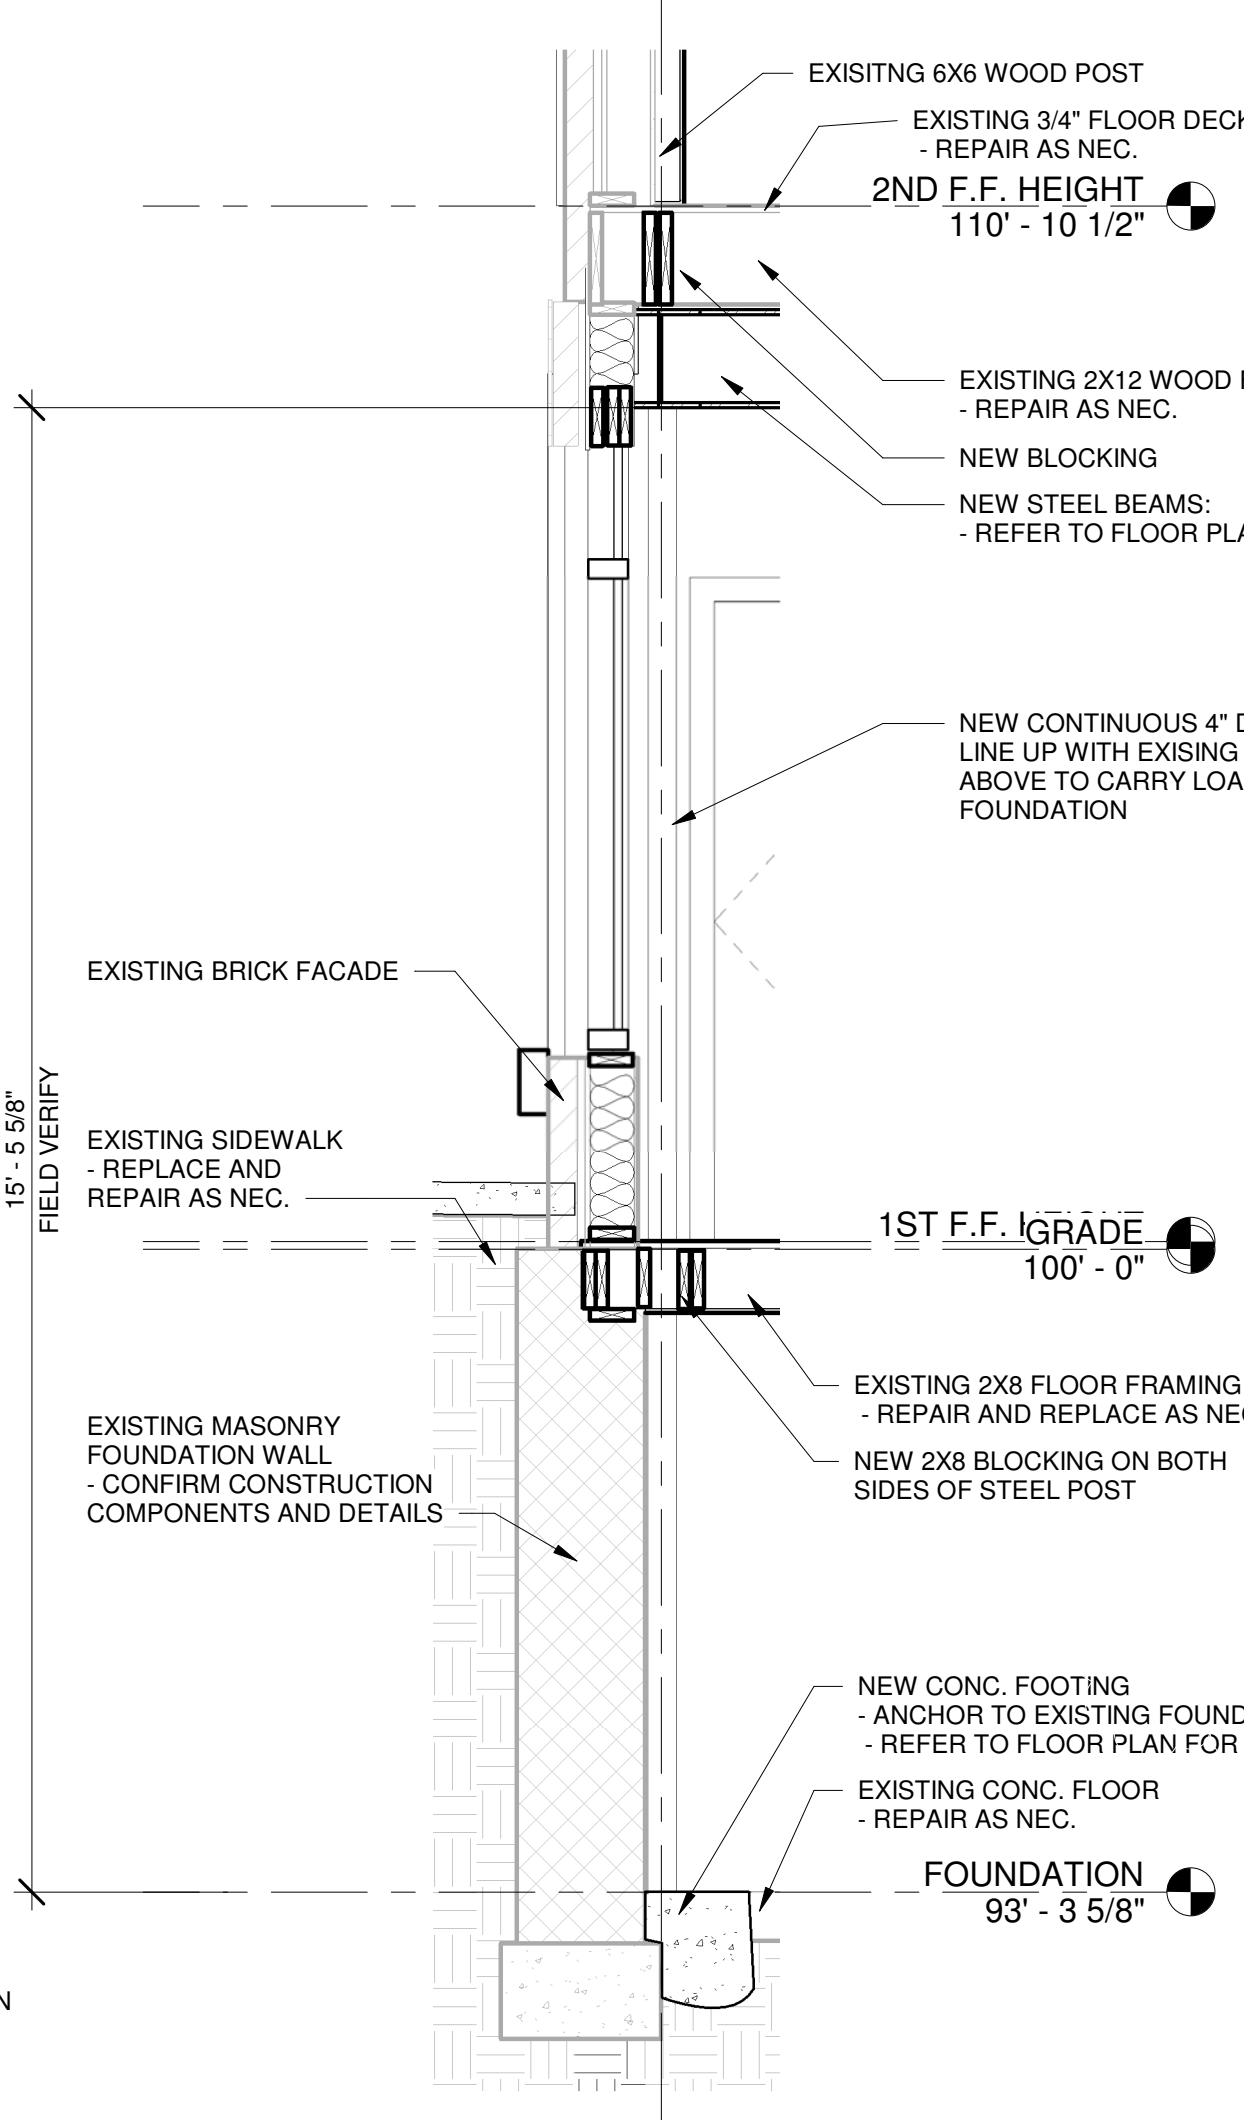 EXISITNG 6X6 WOOD POST
EXISTING 3/4" FLOOR DECK
- REPAIR AS NEC.
2ND F.F. HEIGHT
110' - 10 1/2"
EXISTING 2X12 WOOD
- REPAIR AS NEC.
NEW BLOCKING
NEW STEEL BEAMS:
- REFER TO FLOOR
NEW CONTINUOUS 4"
LINE UP WITH EXISING
ABOVE TO CARRY
FOUNDATION
EXISTING BRICK FACADE
15' - 5 5/8"
FIELD VERIFY
EXISTING SIDEWALK
- REPLACE AND
REPAIR AS NEC.
1ST F.F. HEIGHT
GRADE
100' - 0"
EXISTING 2X8 FLOOR FRAMING
- REPAIR AND REPLACE AS NEC
NEW 2X8 BLOCKING ON BOTH
SIDES OF STEEL POST
EXISTING MASONRY
FOUNDATION WALL
- CONFIRM CONSTRUCTION
COMPONENTS AND DETAILS
NEW CONC. FOOTING
- ANCHOR TO EXISTING FOUND
- REFER TO FLOOR PLAN FOR
EXISTING CONC. FLOOR
- REPAIR AS NEC.
FOUNDATION
93' - 3 5/8"
N